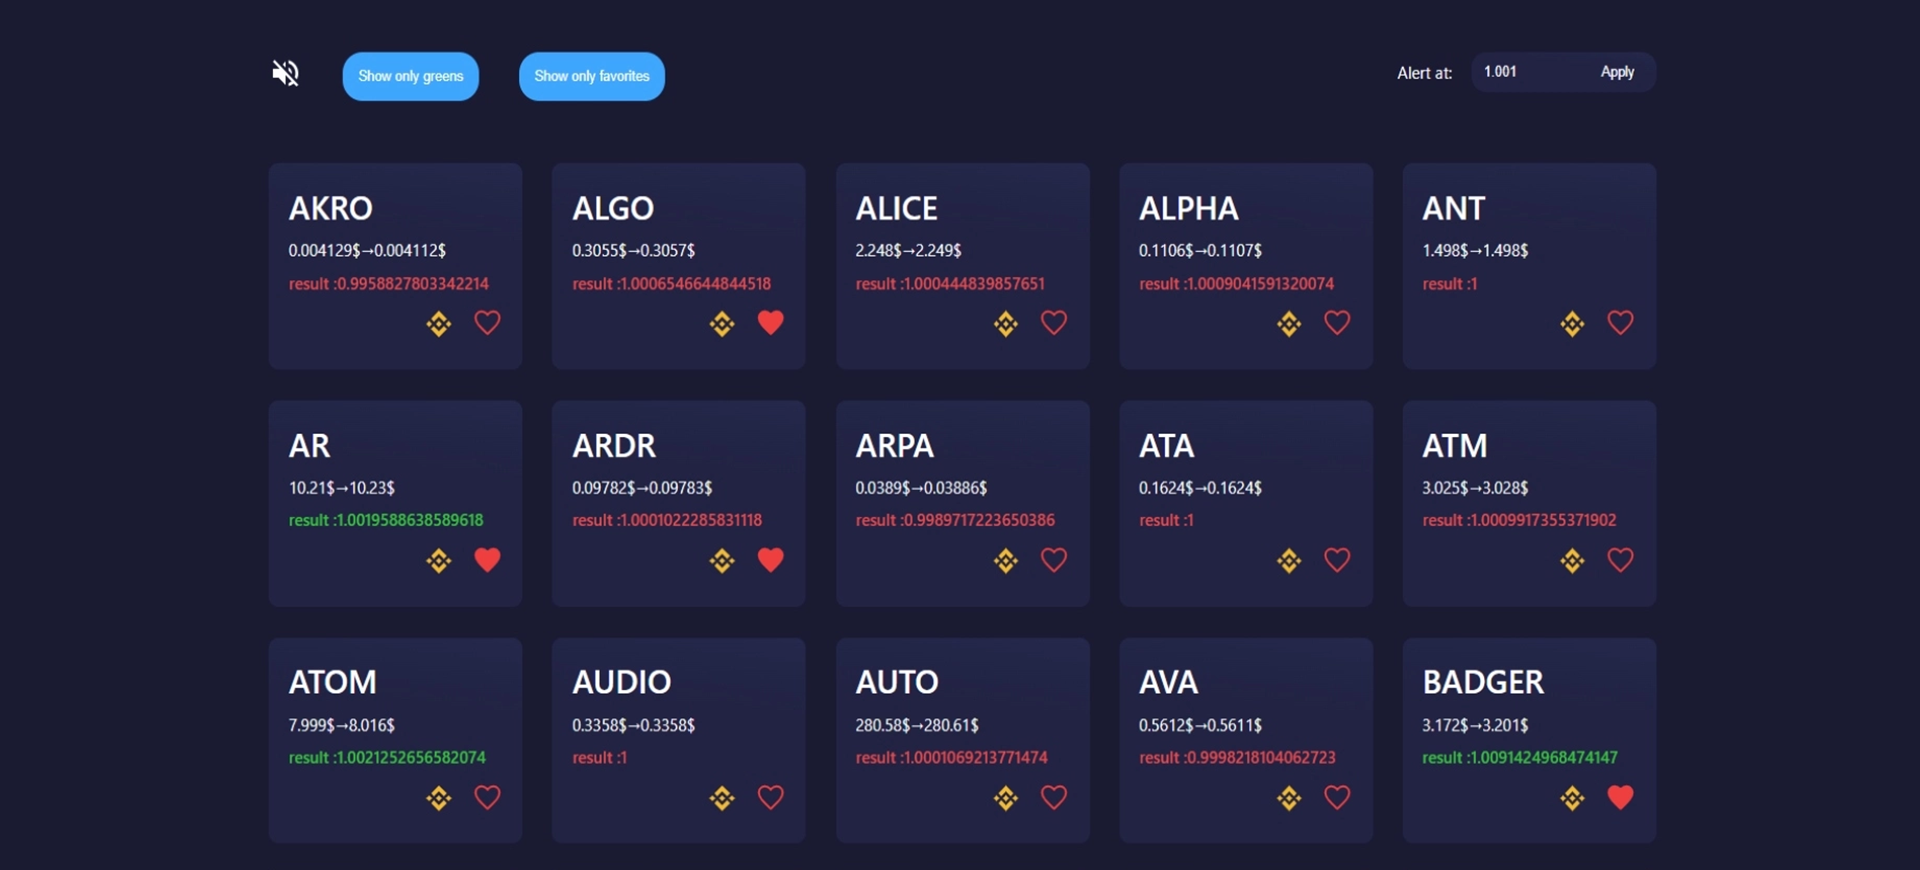 Show only greens
Show only favorites
Alert at:
1.001
Apply
AKRO
0.004129$→0.004112$
result :0.9958827803342214
ALGO
0.3055$→0.3057$
result :1.0006546644844518
ALICE
2.248$→2.249$
result :1.000444839857651
ALPHA
0.1106$→0.1107$
result :1.0009041591320074
ANT
1.498$→1.498$
result :1
AR
10.21$→10.23$
result :1.0019588638589618
ARDR
0.09782$→0.09783$
result :1.0001022285831118
ARPA
0.0389$→0.03886$
result :0.9989717223650386
ATA
0.1624$→0.1624$
result :1
ATM
3.025$→3.028$
result :1.0009917355371902
ATOM
7.999$→8.016$
result :1.0021252656582074
AUDIO
0.3358$→0.3358$
result :1
AUTO
280.58$→280.61$
result :1.0001069213771474
AVA
0.5612$→0.5611$
result :0.9998218104062723
BADGER
3.172$→3.201$
result :1.0091424968474147